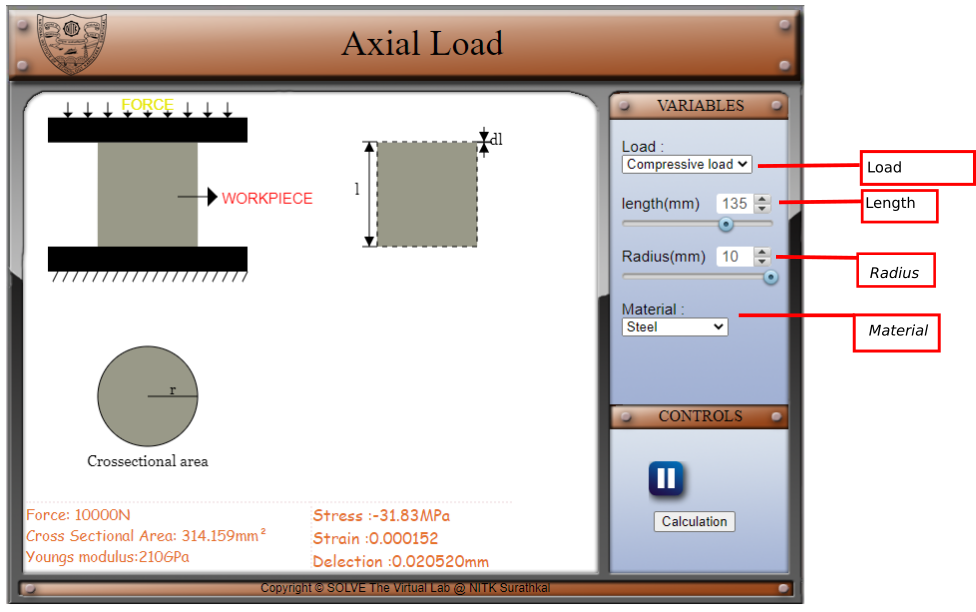 Axial Load
FORCE
WORKPIECE
dl
l
r
Crossectional area
Force: 10000N
Cross Sectional Area: 314.159mm²
Youngs modulus:210GPa
Stress :-31.83MPa
Strain :0.000152
Delection :0.020520mm
VARIABLES
Load :
Compressive load
length(mm) 135
Radius(mm) 10
Material :
Steel
CONTROLS
Calculation
Load
Length
Radius
Material
Copyright © SOLVE The Virtual Lab @ NITK Surathkal